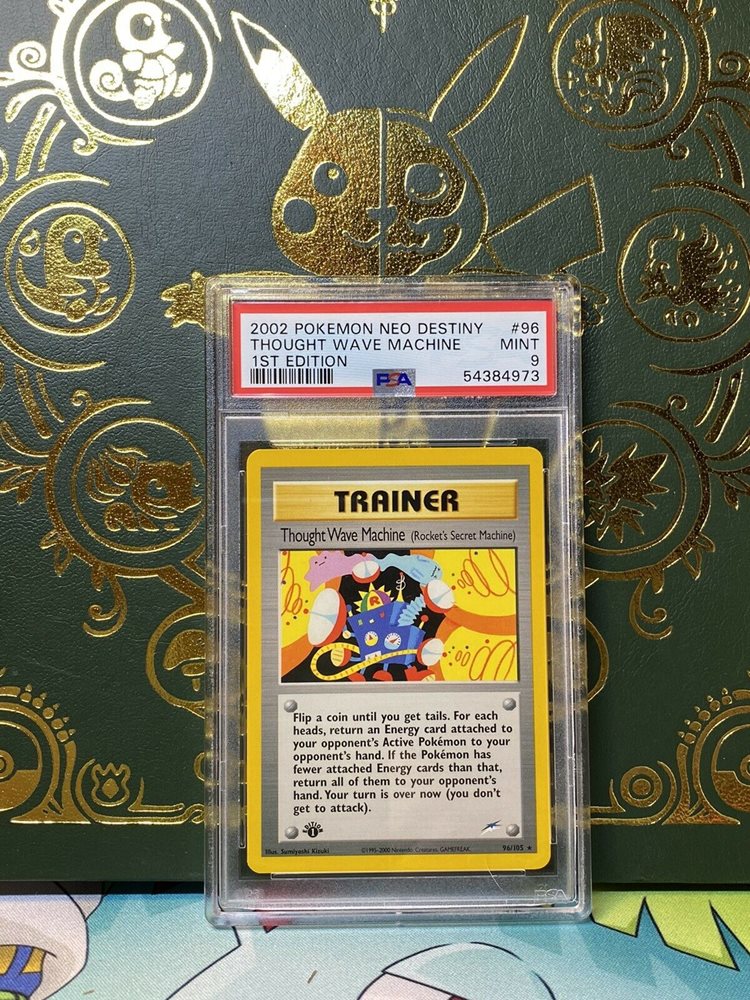 2002 POKEMON NEO DESTINY #96
THOUGHT WAVE MACHINE MINT
1ST EDITION 9
PSA 54384973
TRAINER
Thought Wave Machine (Rocket's Secret Machine)
R
Flip a coin until you get tails. For each
heads, return an Energy card attached to
your opponent's Active Pokémon to your
opponent's hand. If the Pokémon has
fewer attached Energy cards than that,
return all of them to your opponent's
hand. Your turn is over now (you don't
get to attack).
EDITION
1
Illus. Sumiyoshi Kizuki ©1995-2000 Nintendo, Creatures, GAMEFREAK. 96/105 ★